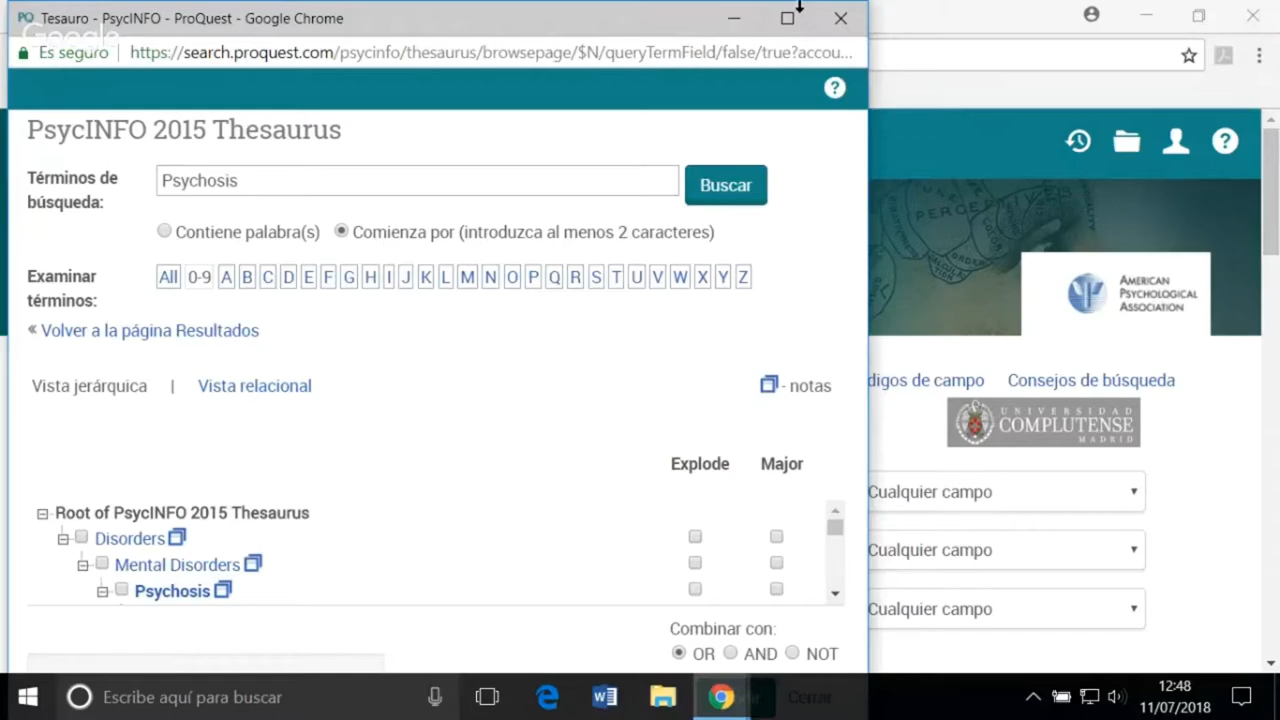 Tesauro - PsycINFO - ProQuest - Google Chrome
Google
Es seguro | https://search.proquest.com/psycinfo/thesaurus/browsepage/$N/queryTermField/false/true?accou...
?
PsycINFO 2015 Thesaurus
Términos de búsqueda:
Psychosis
Buscar
Contiene palabra(s) Comienza por (introduzca al menos 2 caracteres)
Examinar términos:
All 0-9 A B C D E F G H I J K L M N O P Q R S T U V W X Y Z
« Volver a la página Resultados
Vista jerárquica | Vista relacional
- notas
Explode Major
Root of PsycINFO 2015 Thesaurus
Disorders
Mental Disorders
Psychosis
Combinar con:
OR AND NOT
Cerrar
?
PERCEPTIV
AMERICAN
PSYCHOLOGICAL
ASSOCIATION
digos de campo Consejos de búsqueda
UNIVERSIDAD
COMPLUTENSE
MADRID
Cualquier campo
Cualquier campo
Cualquier campo
Escribe aquí para buscar
12:48
11/07/2018